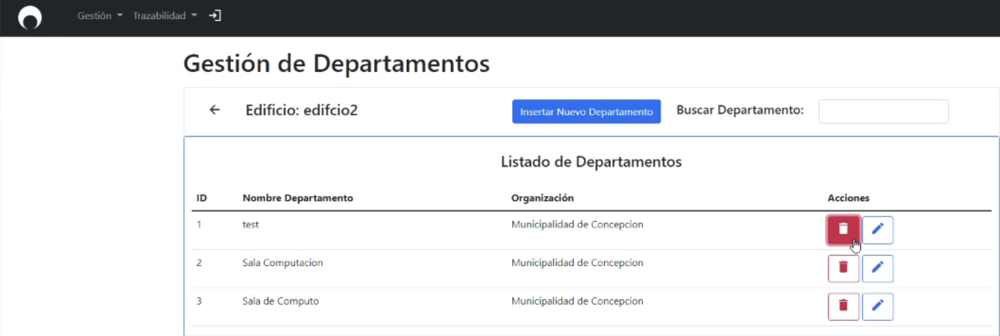 Gestión Trazabilidad
Gestión de Departamentos
Edificio: edifcio2 Insertar Nuevo Departamento Buscar Departamento:
Listado de Departamentos
ID Nombre Departamento Organización Acciones
1 test Municipalidad de Concepcion
2 Sala Computacion Municipalidad de Concepcion
3 Sala de Computo Municipalidad de Concepcion